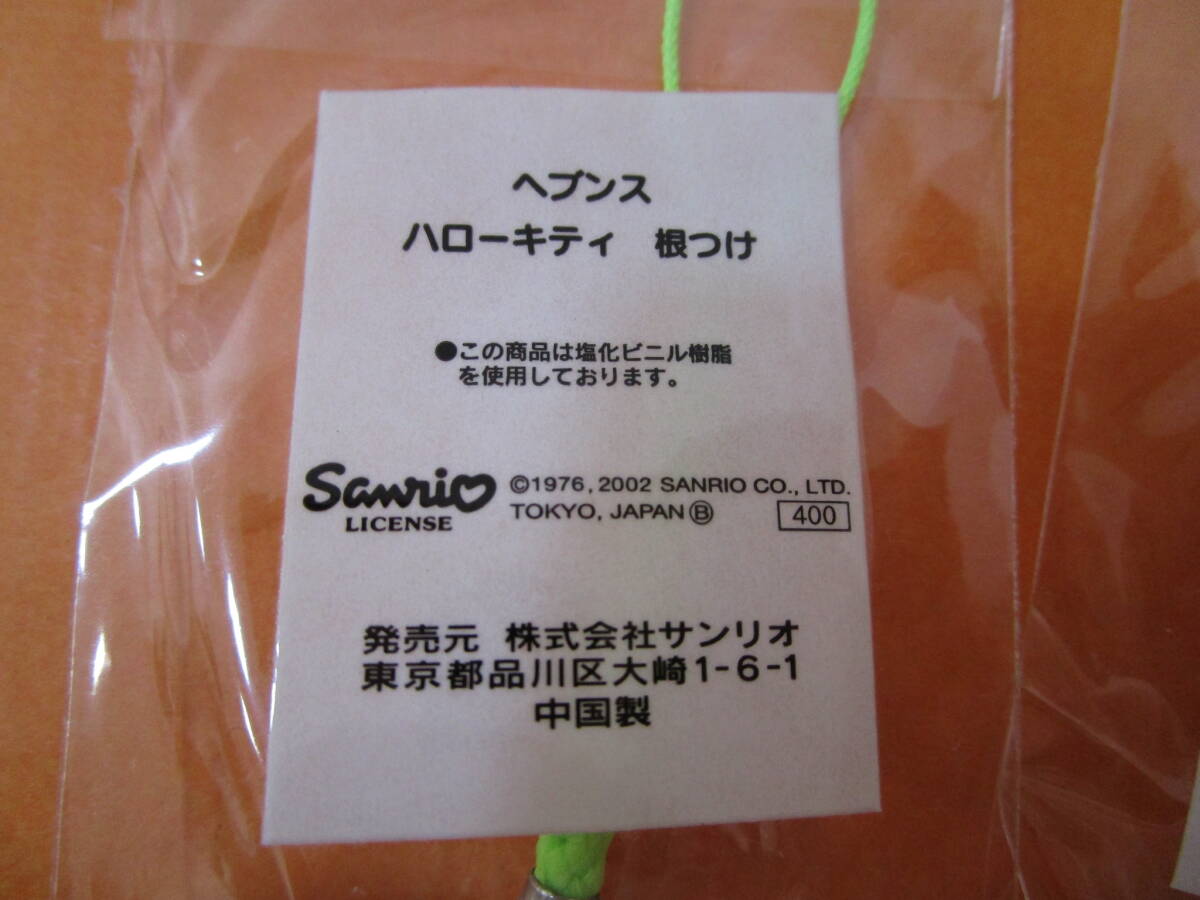 ヘブンス
ハローキティ 根つけ
●この商品は塩化ビニル樹脂
を使用しております。
Sanrio
LICENSE
©1976, 2002 SANRIO CO., LTD.
TOKYO, JAPAN Ⓑ 400
発売元 株式会社サンリオ
東京都品川区大崎1-6-1
中国製